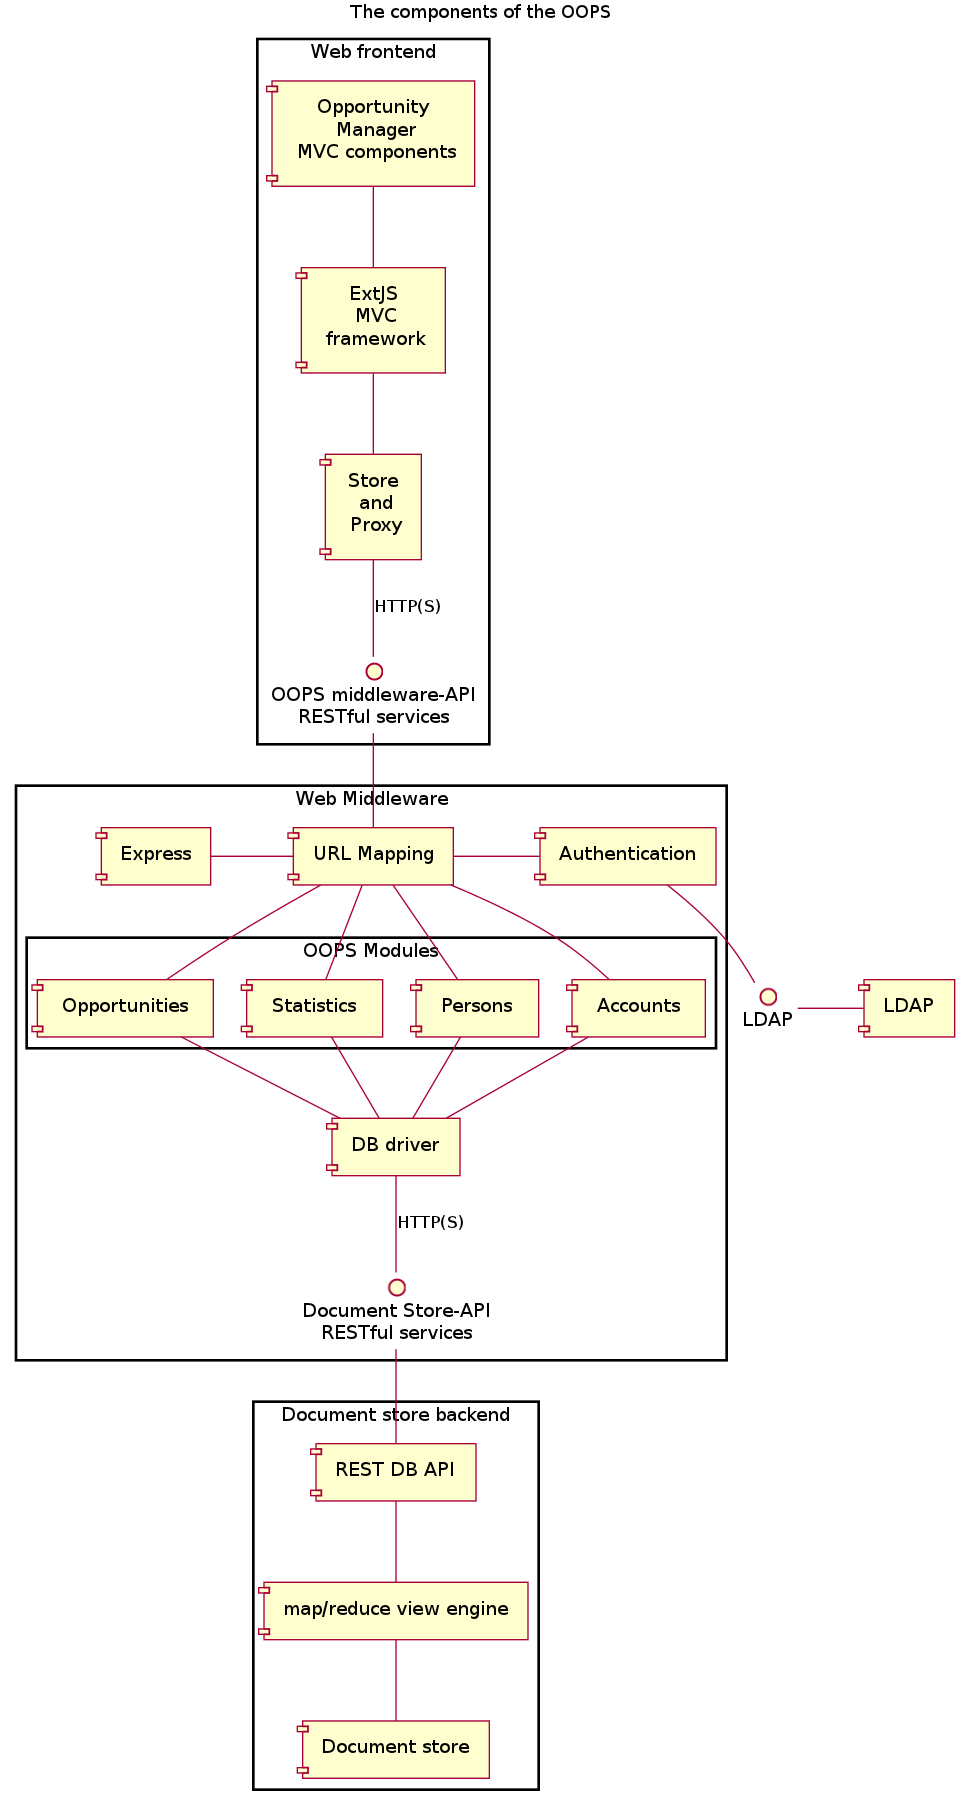 The components of the OOPS
Web frontend
Opportunity
Manager
MVC components
ExtJS
MVC
framework
Store
and
Proxy
HTTP(S)
OOPS middleware-API
RESTful services
Web Middleware
Express
URL Mapping
Authentication
OOPS Modules
Opportunities
Statistics
Persons
Accounts
LDAP
LDAP
DB driver
HTTP(S)
Document Store-API
RESTful services
Document store backend
REST DB API
map/reduce view engine
Document store